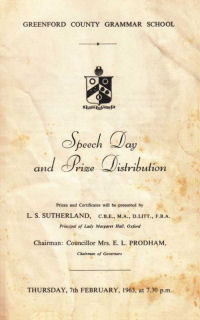 GREENFORD COUNTY GRAMMAR SCHOOL
Speech Day
and Prize Distribution
Prizes and Certificates will be presented by
L. S. SUTHERLAND, C.B.E., M.A., D.LITT., F.B.A.
Principal of Lady Margaret Hall, Oxford
Chairman: Councillor Mrs. E. L. PRODHAM,
Chairman of Governors
THURSDAY, 7th FEBRUARY, 1963, at 7.30 p.m.